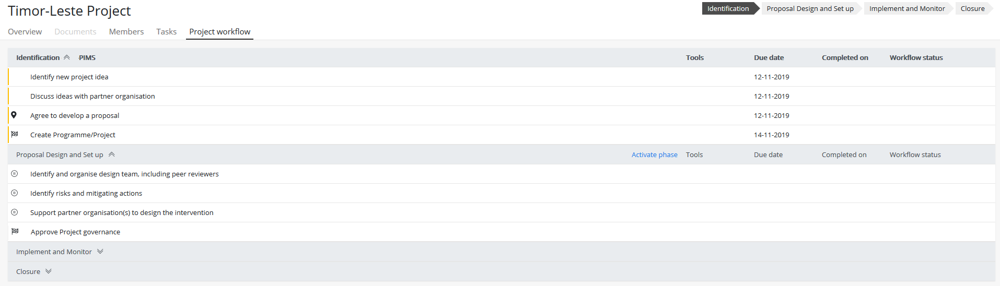 Timor-Leste Project
Identification Proposal Design and Set up Implement and Monitor Closure
Overview Documents Members Tasks Project workflow
Identification PIMS Tools Due date Completed on Workflow status
Identify new project idea 12-11-2019
Discuss ideas with partner organisation 12-11-2019
Agree to develop a proposal 12-11-2019
Create Programme/Project 14-11-2019
Proposal Design and Set up Activate phase Tools Due date Completed on Workflow status
Identify and organise design team, including peer reviewers
Identify risks and mitigating actions
Support partner organisation(s) to design the intervention
Approve Project governance
Implement and Monitor
Closure